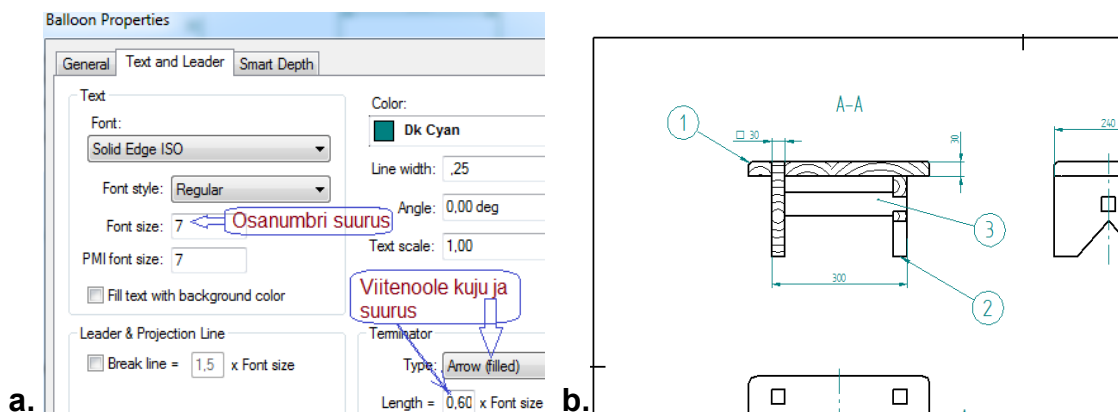 Balloon Properties
General Text and Leader Smart Depth
Text
Font:
Solid Edge ISO
Font style: Regular
Font size: 7
Osanumbri suurus
PMI font size: 7
Fill text with background color
Color:
Dk Cyan
Line width: ,25
Angle: 0,00 deg
Text scale: 1,00
Viitenoole kuju ja
suurus
Leader & Projection Line
Break line = 1,5 x Font size
Terminator
Type: Arrow (filled)
Length = 0,60 x Font size
a.
A-A
1
□ 30
30
240
3
300
2
b.